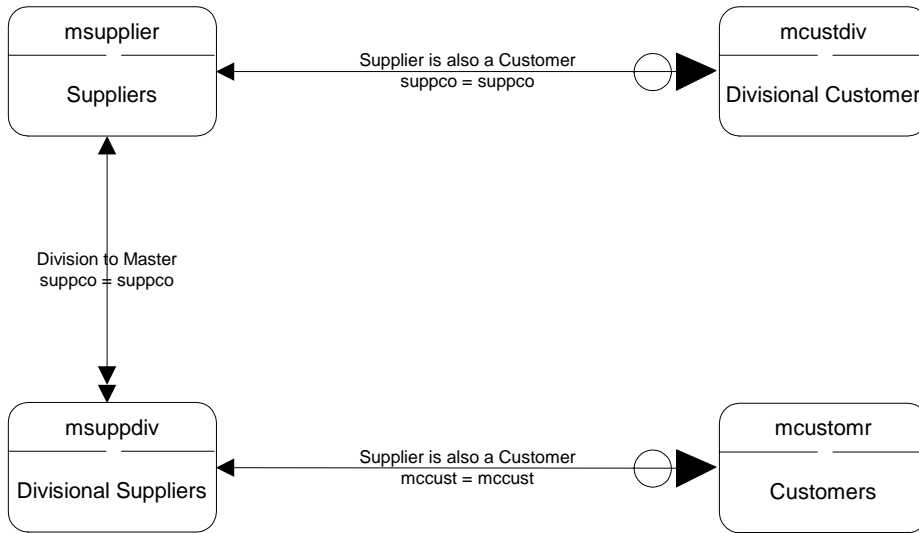 msupplier
Suppliers
Supplier is also a Customer
suppco = suppco
mcustdiv
Divisional Customer
Division to Master
suppco = suppco
msuppdiv
Divisional Suppliers
Supplier is also a Customer
mccust = mccust
mcustomr
Customers